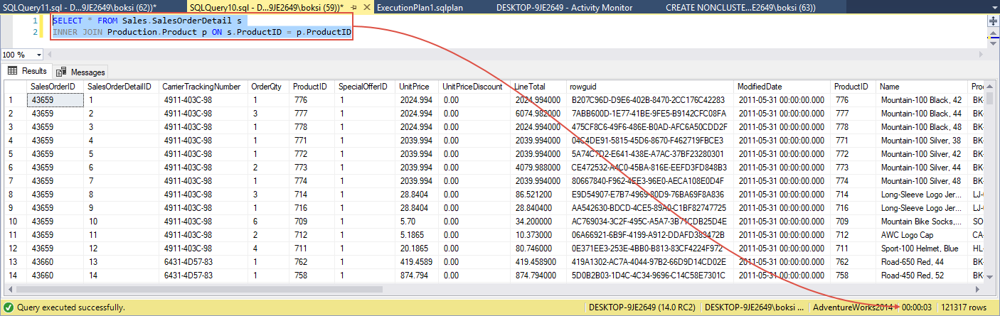 SQLQuery11.sql - D...9JE2649\boksi (62))* SQLQuery10.sql - D...9JE2649\boksi (59))* ExecutionPlan1.sqlplan DESKTOP-9JE2649 - Activity Monitor CREATE NONCLUSTE...E2649\boksi (63))
1 SELECT * FROM Sales.SalesOrderDetail s
2 INNER JOIN Production.Product p ON s.ProductID = p.ProductID
100 %
Results Messages
SalesOrderID SalesOrderDetailID CarrierTrackingNumber OrderQty ProductID SpecialOfferID UnitPrice UnitPriceDiscount LineTotal rowguid ModifiedDate ProductID Name Pro
1 43659 1 4911-403C-98 1 776 1 2024.994 0.00 2024.994000 B207C96D-D9E6-402B-8470-2CC176C42283 2011-05-31 00:00:00.000 776 Mountain-100 Black, 42 BK-
2 43659 2 4911-403C-98 3 777 1 2024.994 0.00 6074.982000 7ABB600D-1E77-41BE-9FE5-B9142CFC08FA 2011-05-31 00:00:00.000 777 Mountain-100 Black, 44 BK-
3 43659 3 4911-403C-98 1 778 1 2024.994 0.00 2024.994000 475CF8C6-49F6-486E-B0AD-AFC6A50CDD2F 2011-05-31 00:00:00.000 778 Mountain-100 Black, 48 BK-
4 43659 4 4911-403C-98 1 771 1 2039.994 0.00 2039.994000 04C4DE91-5815-45D6-8670-F462719FBCE3 2011-05-31 00:00:00.000 771 Mountain-100 Silver, 38 BK-
5 43659 5 4911-403C-98 1 772 1 2039.994 0.00 2039.994000 5A74C7D2-E641-438E-A7AC-37BF23280301 2011-05-31 00:00:00.000 772 Mountain-100 Silver, 42 BK-
6 43659 6 4911-403C-98 2 773 1 2039.994 0.00 4079.988000 CE472532-A4C0-45BA-816E-EEFD3FD848B3 2011-05-31 00:00:00.000 773 Mountain-100 Silver, 44 BK-
7 43659 7 4911-403C-98 1 774 1 2039.994 0.00 2039.994000 80667840-F962-4EE3-96E0-AECA108E0D4F 2011-05-31 00:00:00.000 774 Mountain-100 Silver, 48 BK-
8 43659 8 4911-403C-98 3 714 1 28.8404 0.00 86.521200 E9D54907-E7B7-4969-80D9-76BA69F8A836 2011-05-31 00:00:00.000 714 Long-Sleeve Logo Jer... LJ-
9 43659 9 4911-403C-98 1 716 1 28.8404 0.00 28.840400 AA542630-BDCD-4CE5-89A0-C1BF82747725 2011-05-31 00:00:00.000 716 Long-Sleeve Logo Jer... LJ-
10 43659 10 4911-403C-98 6 709 1 5.70 0.00 34.200000 AC769034-3C2F-495C-A5A7-3B71CDB25D4E 2011-05-31 00:00:00.000 709 Mountain Bike Socks,... SO
11 43659 11 4911-403C-98 2 712 1 5.1865 0.00 10.373000 06A66921-6B9F-4199-A912-DDAFD383472B 2011-05-31 00:00:00.000 712 AWC Logo Cap CA-
12 43659 12 4911-403C-98 4 711 1 20.1865 0.00 80.746000 0E371EE3-253E-4BB0-B813-83CF4224F972 2011-05-31 00:00:00.000 711 Sport-100 Helmet, Blue HL-
13 43660 13 6431-4D57-83 1 762 1 419.4589 0.00 419.458900 419A1302-AC7A-4044-97B2-66D9D14CD02E 2011-05-31 00:00:00.000 762 Road-650 Red, 44 BK-
14 43660 14 6431-4D57-83 1 758 1 874.794 0.00 874.794000 5D0B2B03-1D4C-4C34-9696-C14C58E7301C 2011-05-31 00:00:00.000 758 Road-450 Red, 52 BK-
Query executed successfully. DESKTOP-9JE2649 (14.0 RC2) DESKTOP-9JE2649\boksi ... AdventureWorks2014 00:00:03 121317 rows